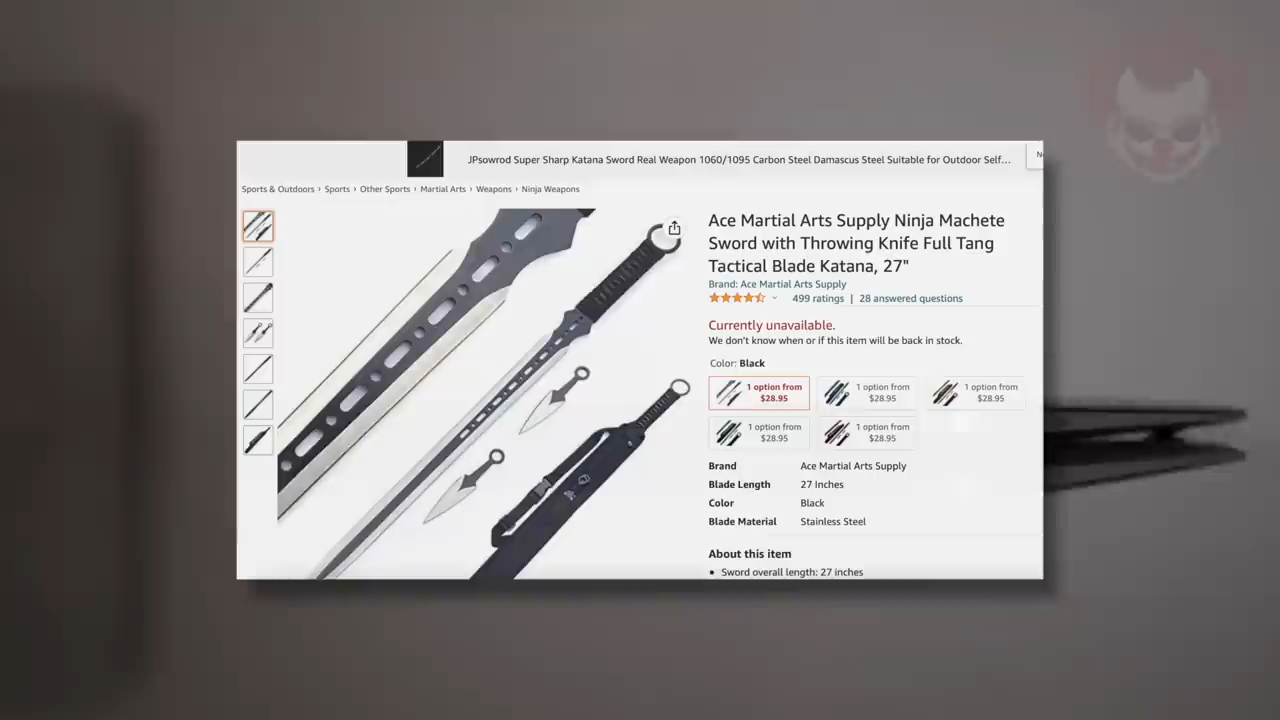 JPsowrod Super Sharp Katana Sword Real Weapon 1060/1095 Carbon Steel Damascus Steel Suitable for Outdoor Self…
Sports & Outdoors › Sports › Other Sports › Martial Arts › Weapons › Ninja Weapons
Ace Martial Arts Supply Ninja Machete
Sword with Throwing Knife Full Tang
Tactical Blade Katana, 27"
Brand: Ace Martial Arts Supply
499 ratings | 28 answered questions
Currently unavailable.
We don't know when or if this item will be back in stock.
Color: Black
1 option from
$28.95
1 option from
$28.95
1 option from
$28.95
1 option from
$28.95
1 option from
$28.95
Brand Ace Martial Arts Supply
Blade Length 27 Inches
Color Black
Blade Material Stainless Steel
About this item
• Sword overall length: 27 inches